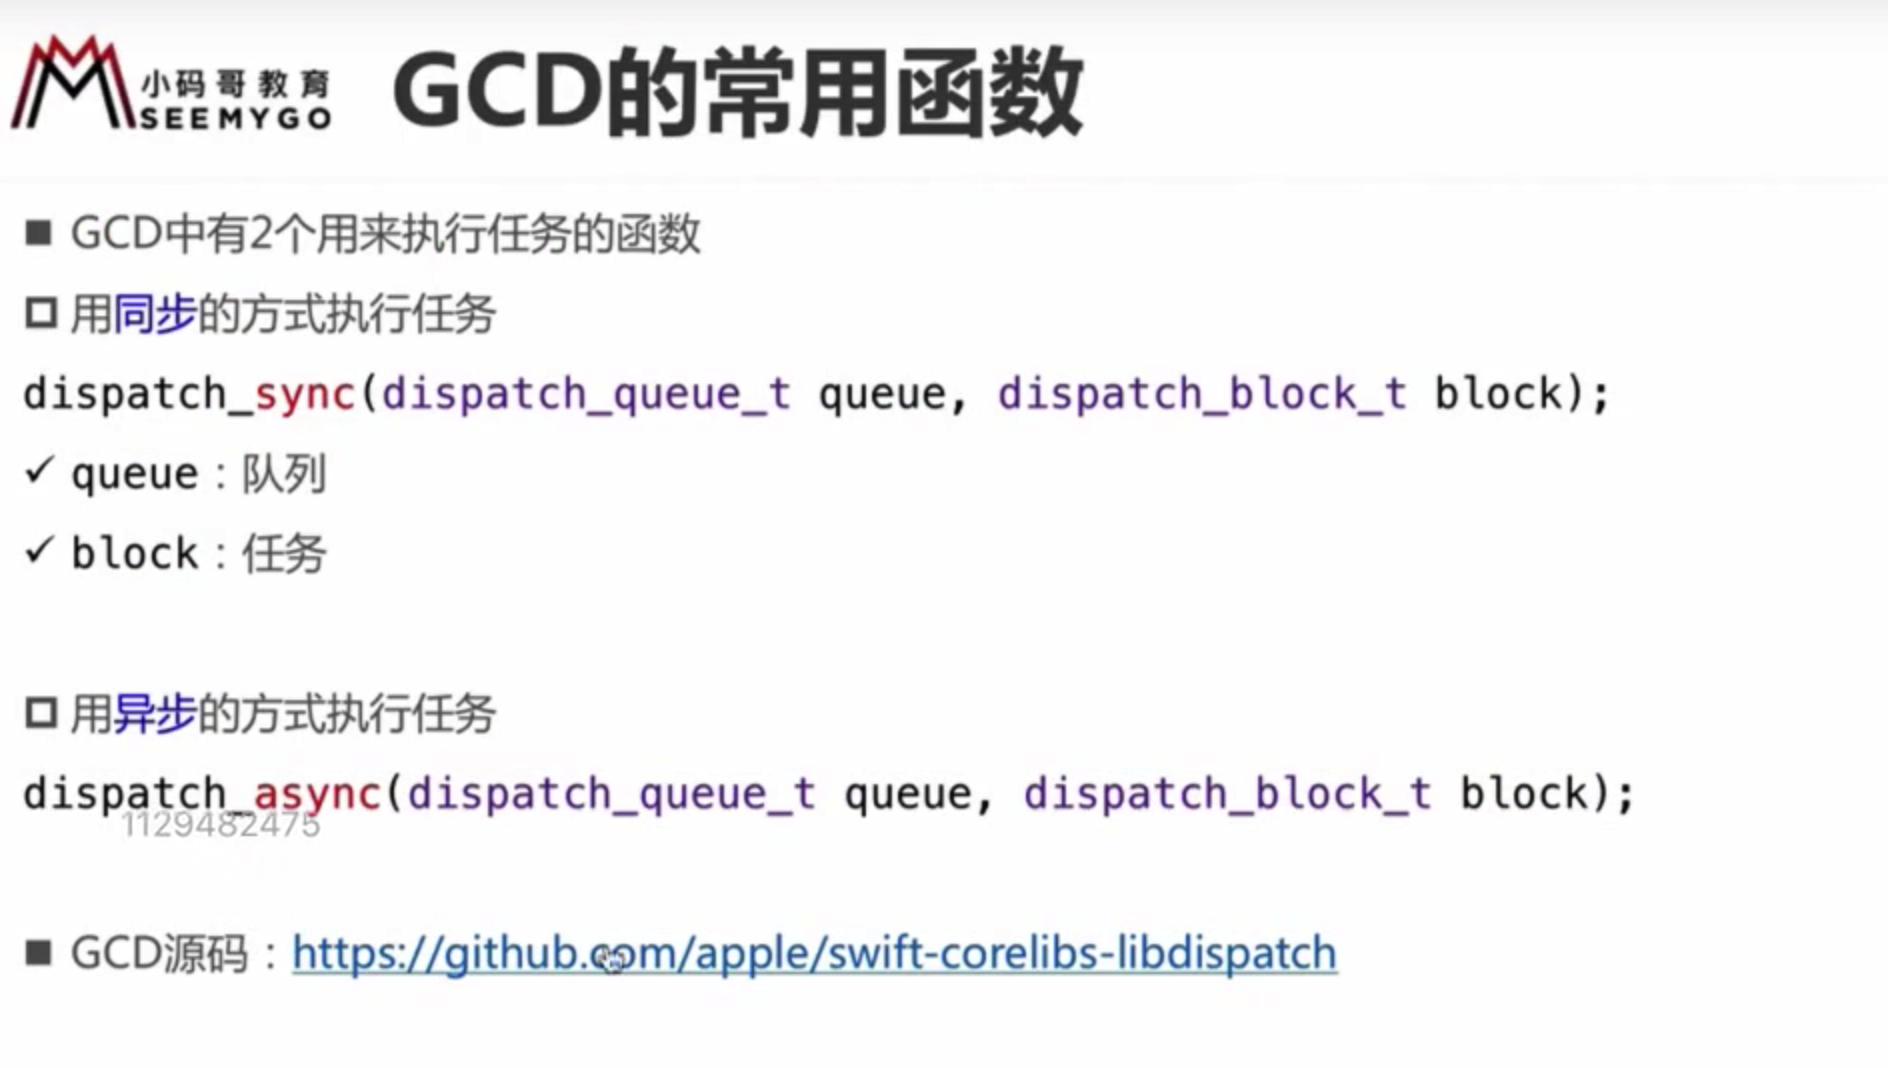 小码哥教育
SEEMYGO
GCD的常用函数
GCD中有2个用来执行任务的函数
用同步的方式执行任务
dispatch_sync(dispatch_queue_t queue, dispatch_block_t block);
queue：队列
block：任务
用异步的方式执行任务
dispatch_async(dispatch_queue_t queue, dispatch_block_t block);
1129482475
GCD源码：https://github.com/apple/swift-corelibs-libdispatch